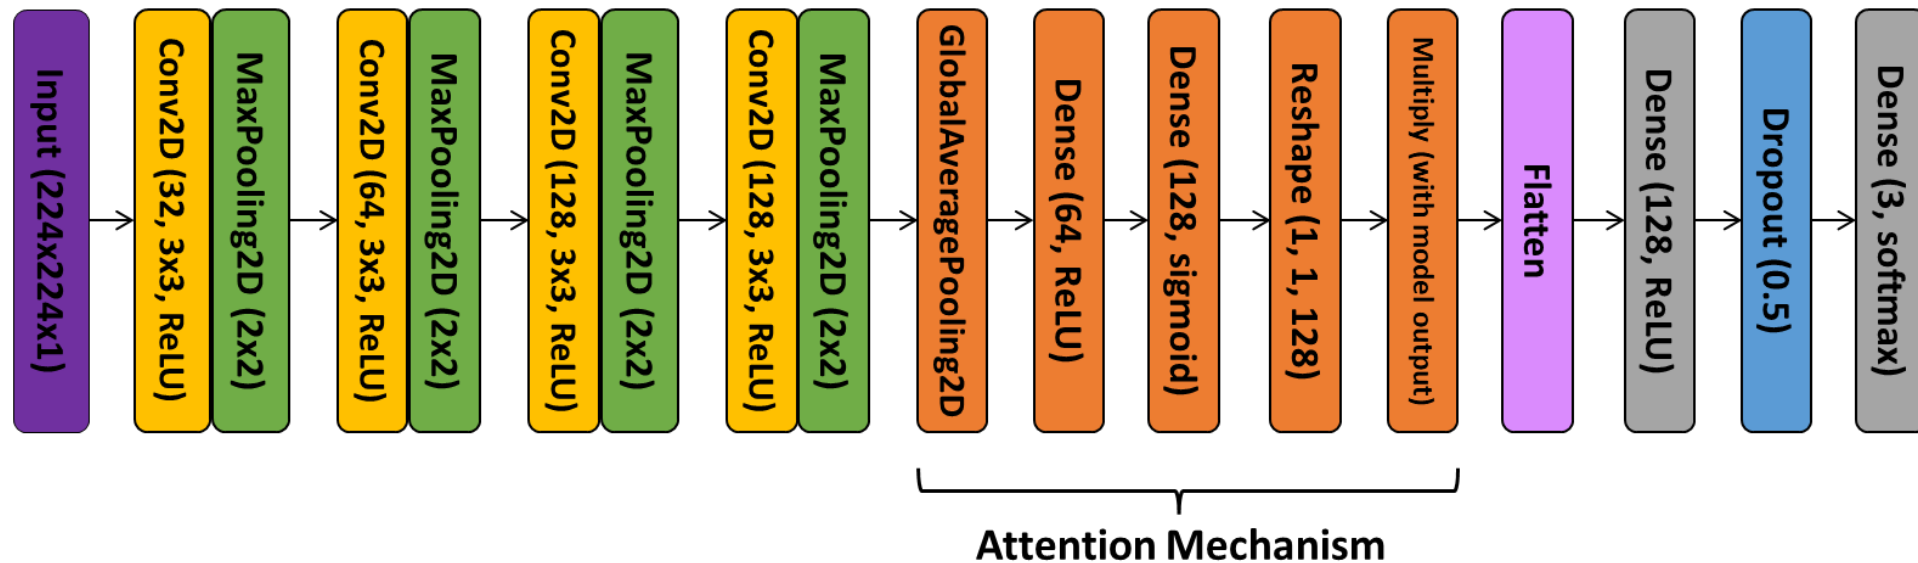 Input (224x224x1)
Conv2D (32, 3x3, ReLU)
MaxPooling2D (2x2)
Conv2D (64, 3x3, ReLU)
MaxPooling2D (2x2)
Conv2D (128, 3x3, ReLU)
MaxPooling2D (2x2)
Conv2D (128, 3x3, ReLU)
MaxPooling2D (2x2)
GlobalAveragePooling2D
Dense (64, ReLU)
Dense (128, sigmoid)
Reshape (1, 1, 128)
Multiply (with model output)
Flatten
Dense (128, ReLU)
Dropout (0.5)
Dense (3, softmax)
Attention Mechanism